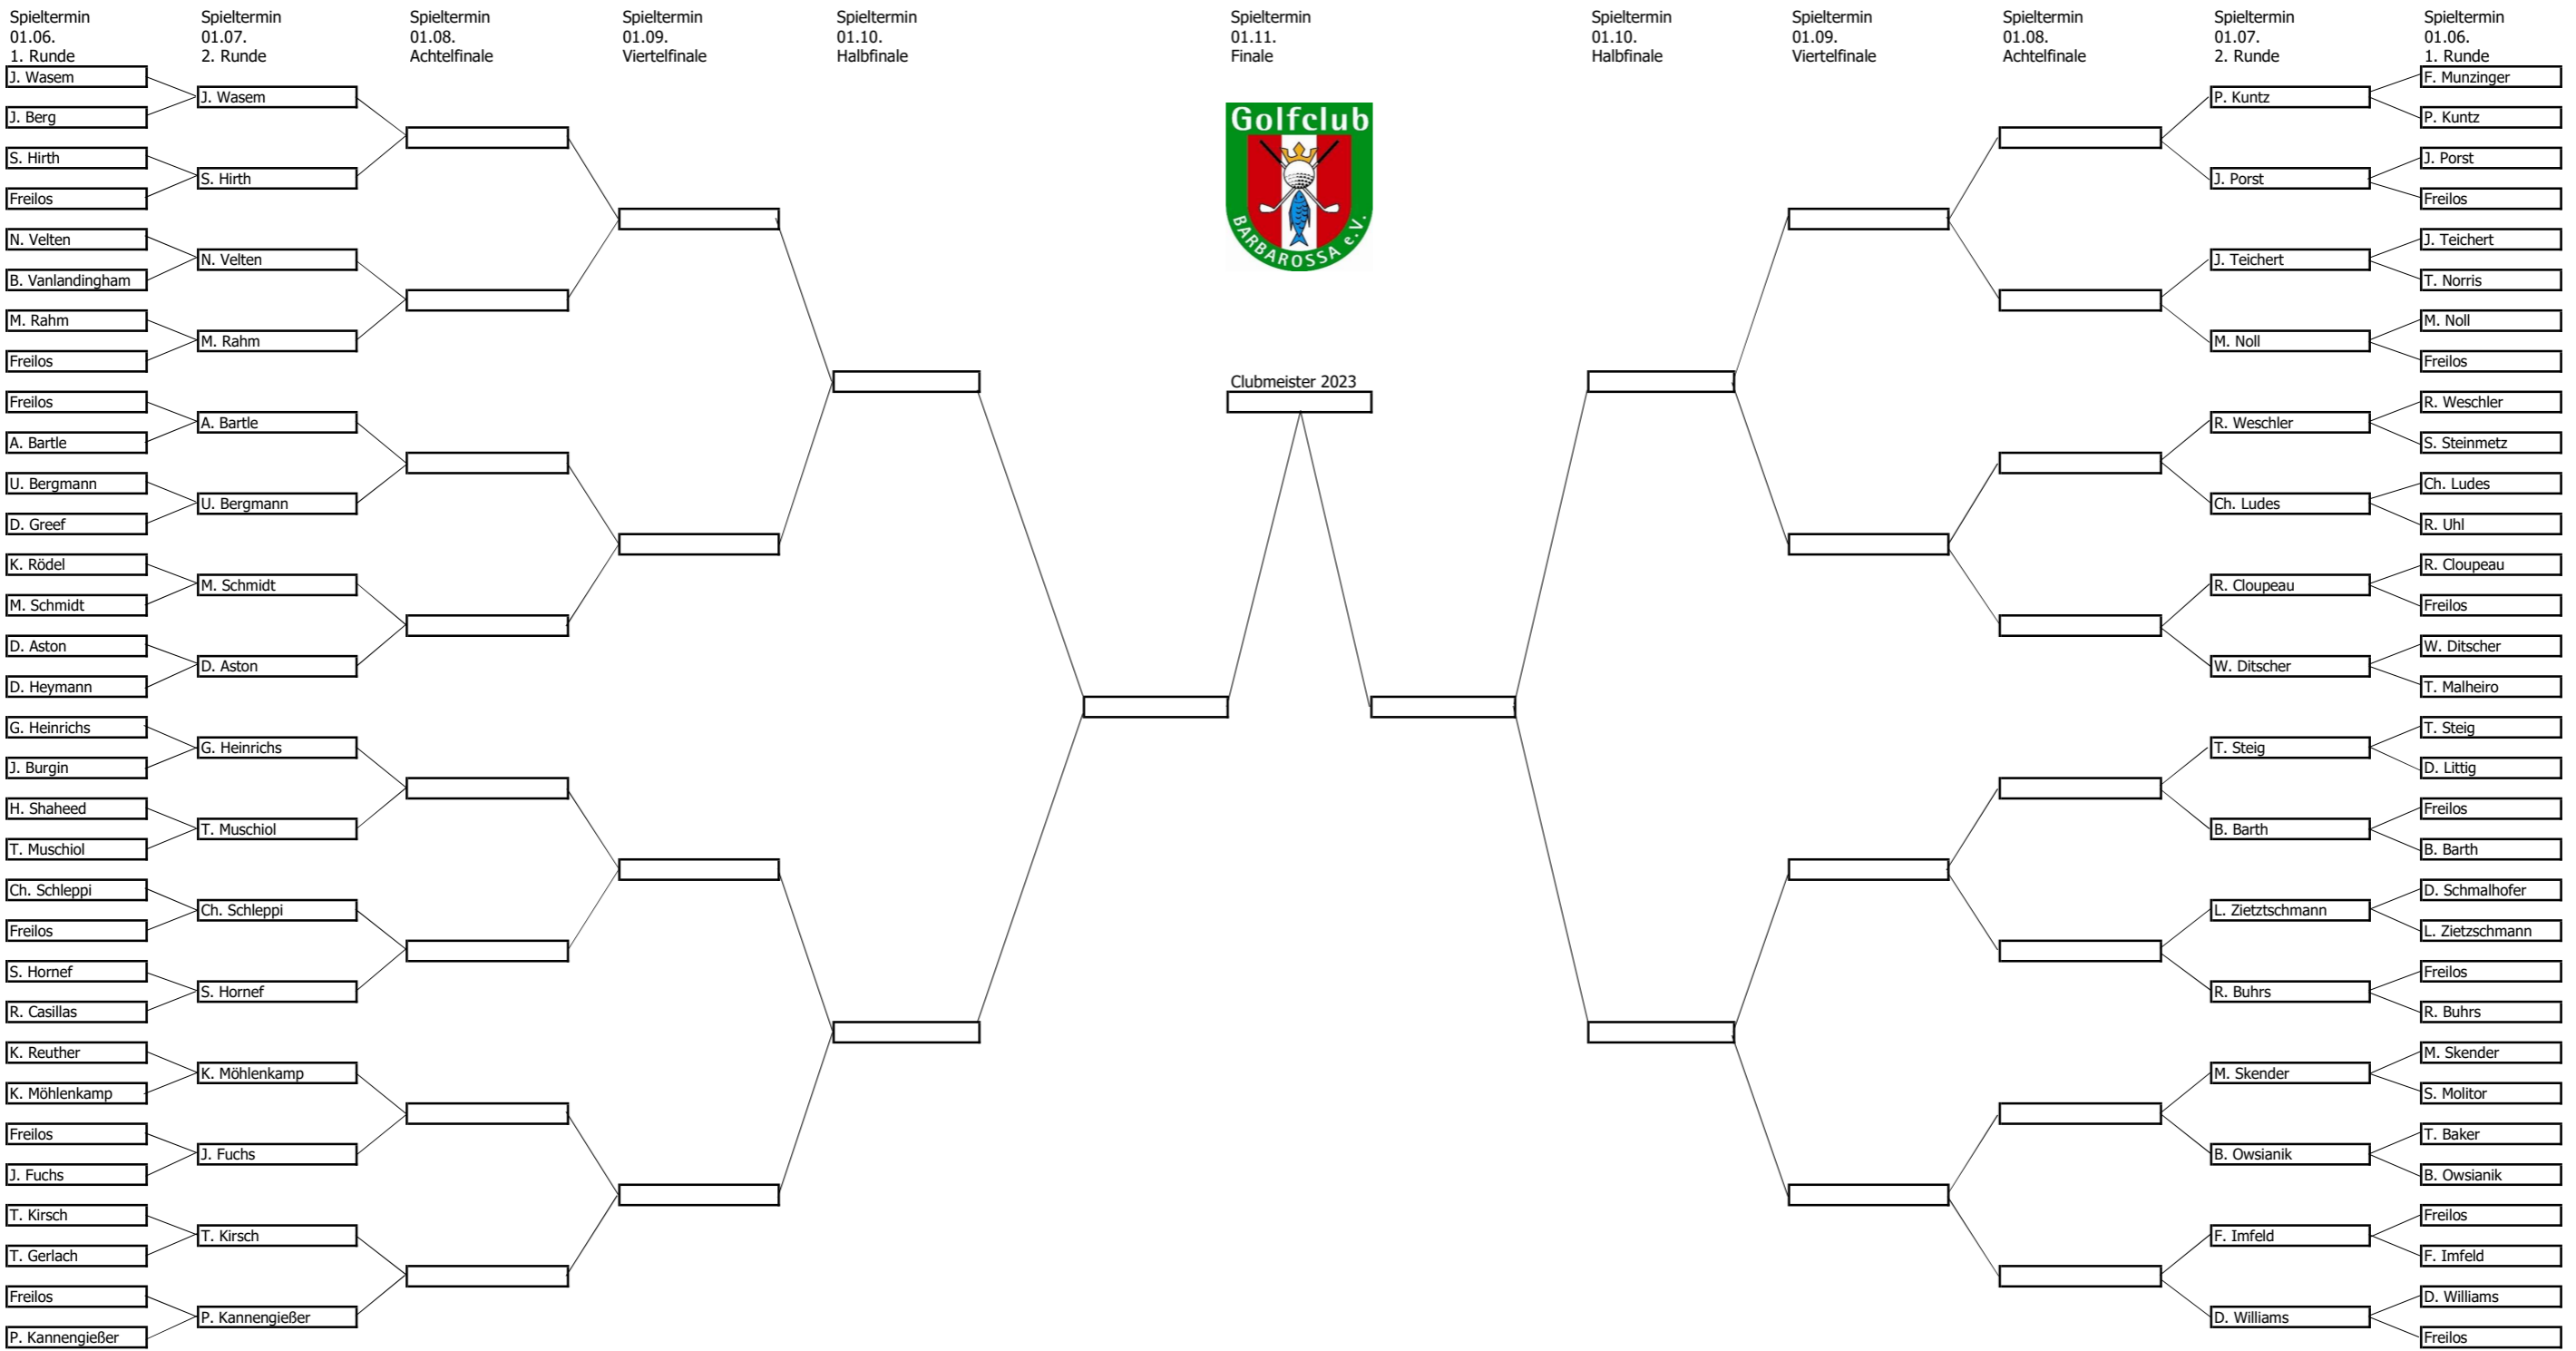 Spieltermin
01.06.
1. Runde
Spieltermin
01.07.
2. Runde
Spieltermin
01.08.
Achtelfinale
Spieltermin
01.09.
Viertelfinale
Spieltermin
01.10.
Halbfinale
Spieltermin
01.11.
Finale
Spieltermin
01.10.
Halbfinale
Spieltermin
01.09.
Viertelfinale
Spieltermin
01.08.
Achtelfinale
Spieltermin
01.07.
2. Runde
Spieltermin
01.06.
1. Runde
J. Wasem
J. Berg
S. Hirth
Freilos
N. Velten
B. Vanlandingham
M. Rahm
Freilos
Freilos
A. Bartle
U. Bergmann
D. Greef
K. Rödel
M. Schmidt
D. Aston
D. Heymann
G. Heinrichs
J. Burgin
H. Shaheed
T. Muschiol
Ch. Schleppi
Freilos
S. Hornef
R. Casillas
K. Reuther
K. Möhlenkamp
Freilos
J. Fuchs
T. Kirsch
T. Gerlach
Freilos
P. Kannengießer
J. Wasem
S. Hirth
N. Velten
M. Rahm
A. Bartle
U. Bergmann
M. Schmidt
D. Aston
G. Heinrichs
T. Muschiol
Ch. Schleppi
S. Hornef
K. Möhlenkamp
J. Fuchs
T. Kirsch
P. Kannengießer
Golfclub
BARBAROSSA e.V.
Clubmeister 2023
P. Kuntz
J. Porst
J. Teichert
M. Noll
R. Weschler
Ch. Ludes
R. Cloupeau
W. Ditscher
T. Steig
B. Barth
L. Zietztschmann
R. Buhrs
M. Skender
B. Owsianik
F. Imfeld
D. Williams
F. Munzinger
P. Kuntz
J. Porst
Freilos
J. Teichert
T. Norris
M. Noll
Freilos
R. Weschler
S. Steinmetz
Ch. Ludes
R. Uhl
R. Cloupeau
Freilos
W. Ditscher
T. Malheiro
T. Steig
D. Littig
Freilos
B. Barth
D. Schmalhofer
L. Zietzschmann
Freilos
R. Buhrs
M. Skender
S. Molitor
T. Baker
B. Owsianik
Freilos
F. Imfeld
D. Williams
Freilos